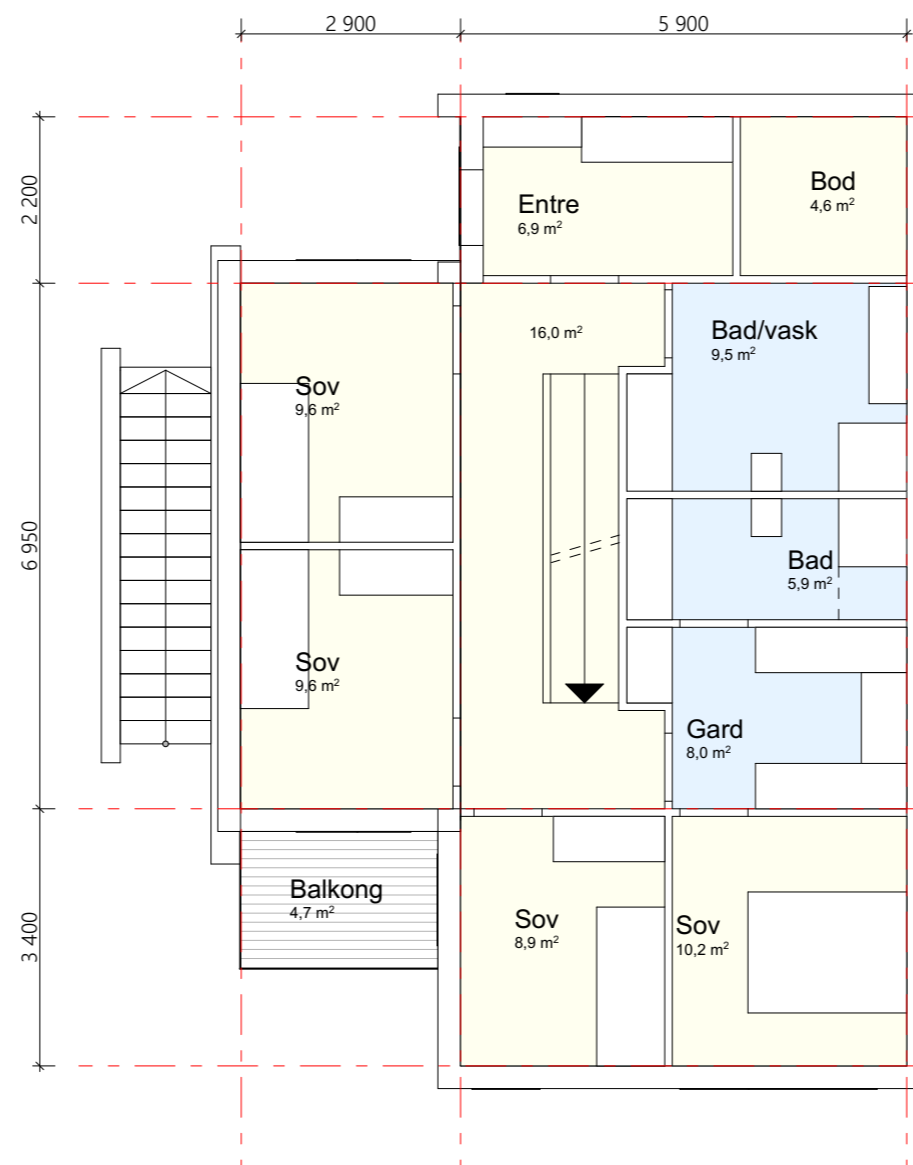 2 900
5 900
2 200
6 950
3 400
Entre
6,9 m²
Bod
4,6 m²
16,0 m²
Bad/vask
9,5 m²
Sov
9,6 m²
Bad
5,9 m²
Sov
9,6 m²
Gard
8,0 m²
Balkong
4,7 m²
Sov
8,9 m²
Sov
10,2 m²